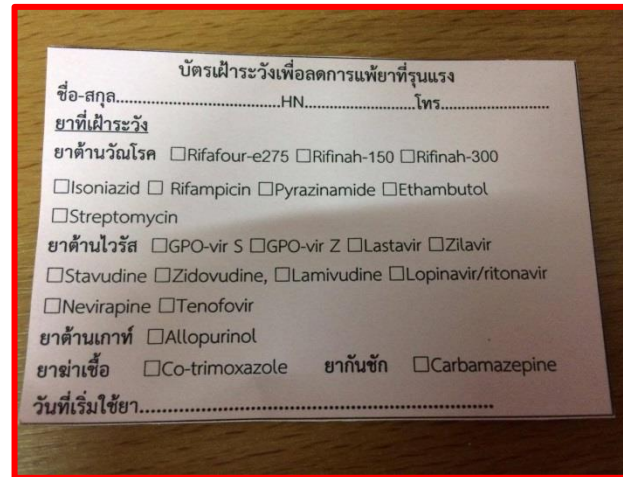 บัตรเฝ้าระวังเพื่อลดการแพ้ยาที่รุนแรง
ชื่อ-สกุล..................................HN.......................โทร.......................
ยาที่เฝ้าระวัง
ยาต้านวัณโรค ☐Rifafour-e275 ☐Rifinah-150 ☐Rifinah-300
☐Isoniazid ☐ Rifampicin ☐Pyrazinamide ☐Ethambutol
☐Streptomycin
ยาต้านไวรัส ☐GPO-vir S ☐GPO-vir Z ☐Lastavir ☐Zilavir
☐Stavudine ☐Zidovudine, ☐Lamivudine ☐Lopinavir/ritonavir
☐Nevirapine ☐Tenofovir
ยาต้านเกาท์ ☐Allopurinol
ยาฆ่าเชื้อ ☐Co-trimoxazole ยากันชัก ☐Carbamazepine
วันที่เริ่มใช้ยา......................................................................